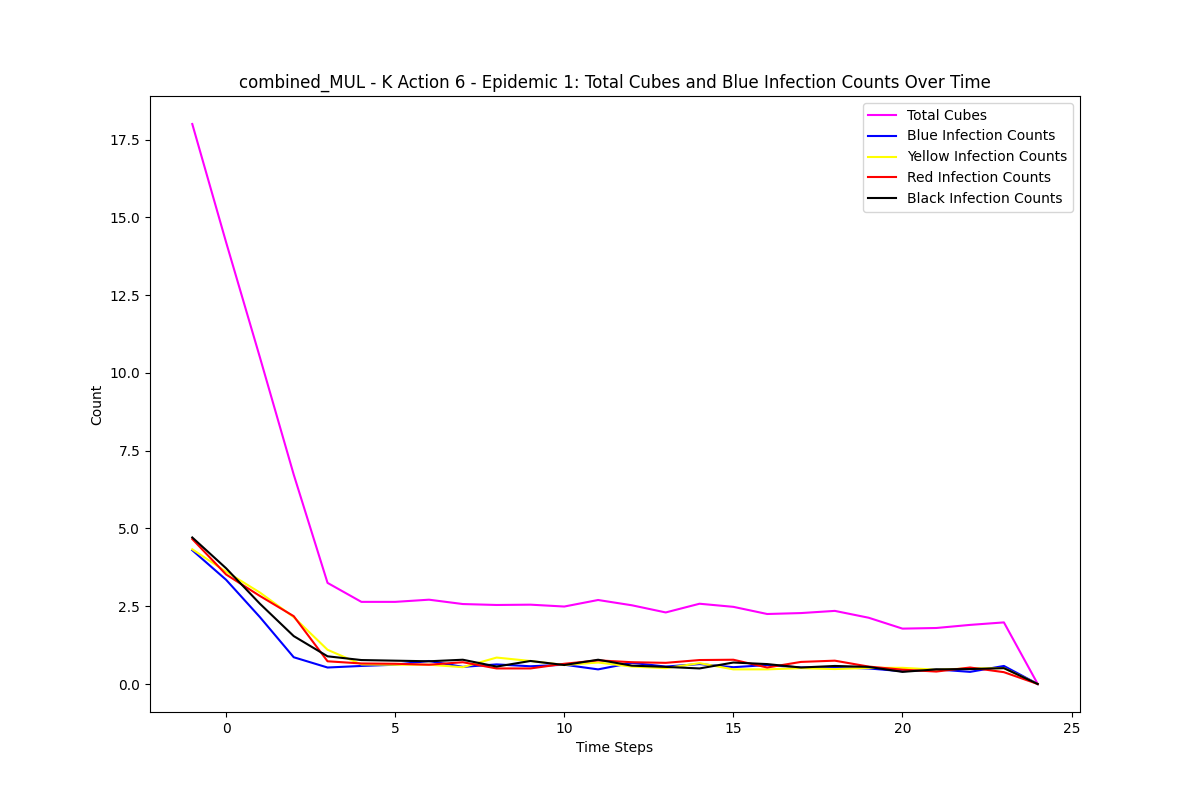 combined_MUL - K Action 6 - Epidemic 1: Total Cubes and Blue Infection Counts Over Time
Total Cubes
Blue Infection Counts
Yellow Infection Counts
Red Infection Counts
Black Infection Counts
17.5
15.0
12.5
10.0
7.5
5.0
2.5
0.0
Count
0 5 10 15 20 25
Time Steps